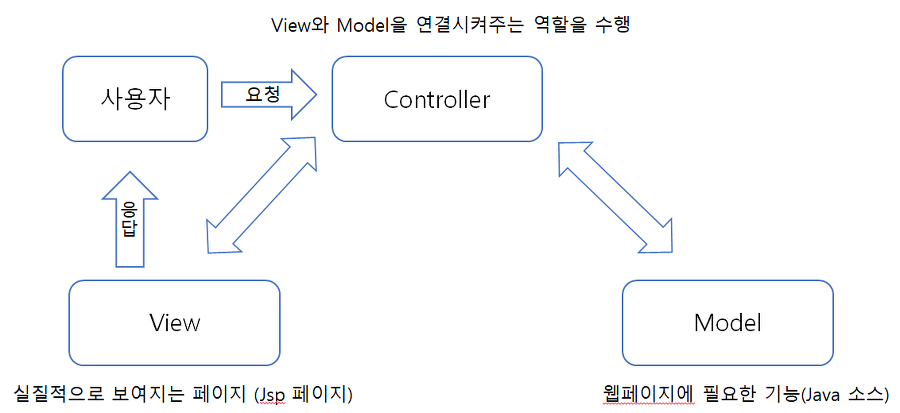 View와 Model을 연결시켜주는 역할을 수행
사용자
요청
Controller
응답
View
Model
실질적으로 보여지는 페이지 (Jsp 페이지)
웹페이지에 필요한 기능(Java 소스)